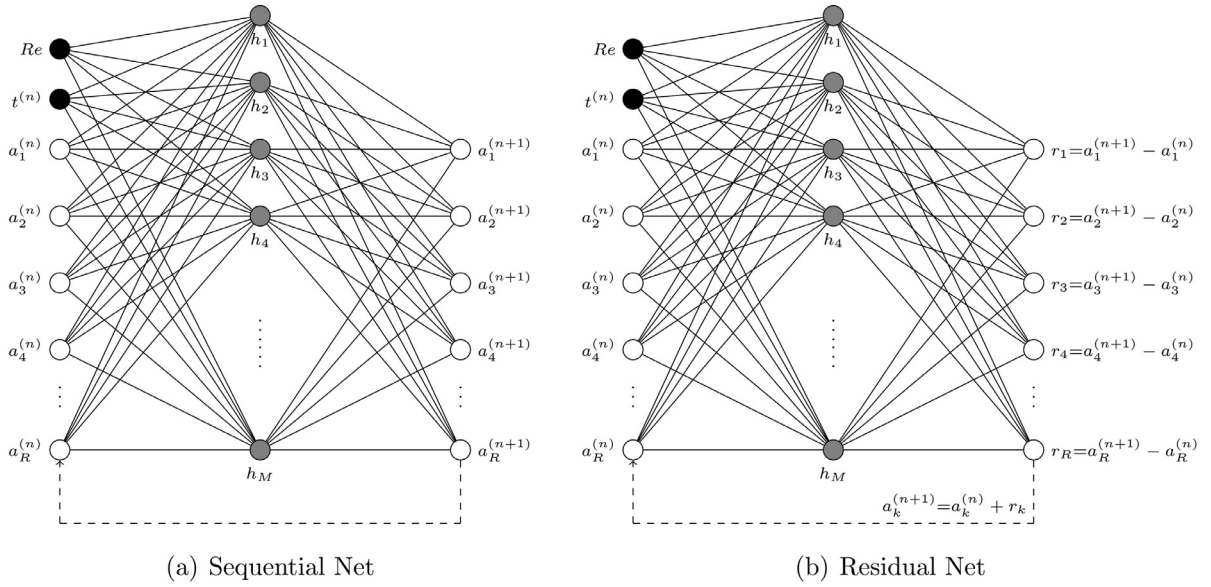 Re
t^{(n)}
a_1^{(n)}
a_2^{(n)}
a_3^{(n)}
a_4^{(n)}
a_R^{(n)}
h_1
h_2
h_3
h_4
h_M
a_1^{(n+1)}
a_2^{(n+1)}
a_3^{(n+1)}
a_4^{(n+1)}
a_R^{(n+1)}
(a) Sequential Net
Re
t^{(n)}
a_1^{(n)}
a_2^{(n)}
a_3^{(n)}
a_4^{(n)}
a_R^{(n)}
h_1
h_2
h_3
h_4
h_M
r_1=a_1^{(n+1)} − a_1^{(n)}
r_2=a_2^{(n+1)} − a_2^{(n)}
r_3=a_3^{(n+1)} − a_3^{(n)}
r_4=a_4^{(n+1)} − a_4^{(n)}
r_R=a_R^{(n+1)} − a_R^{(n)}
a_k^{(n+1)}=a_k^{(n)} + r_k
(b) Residual Net